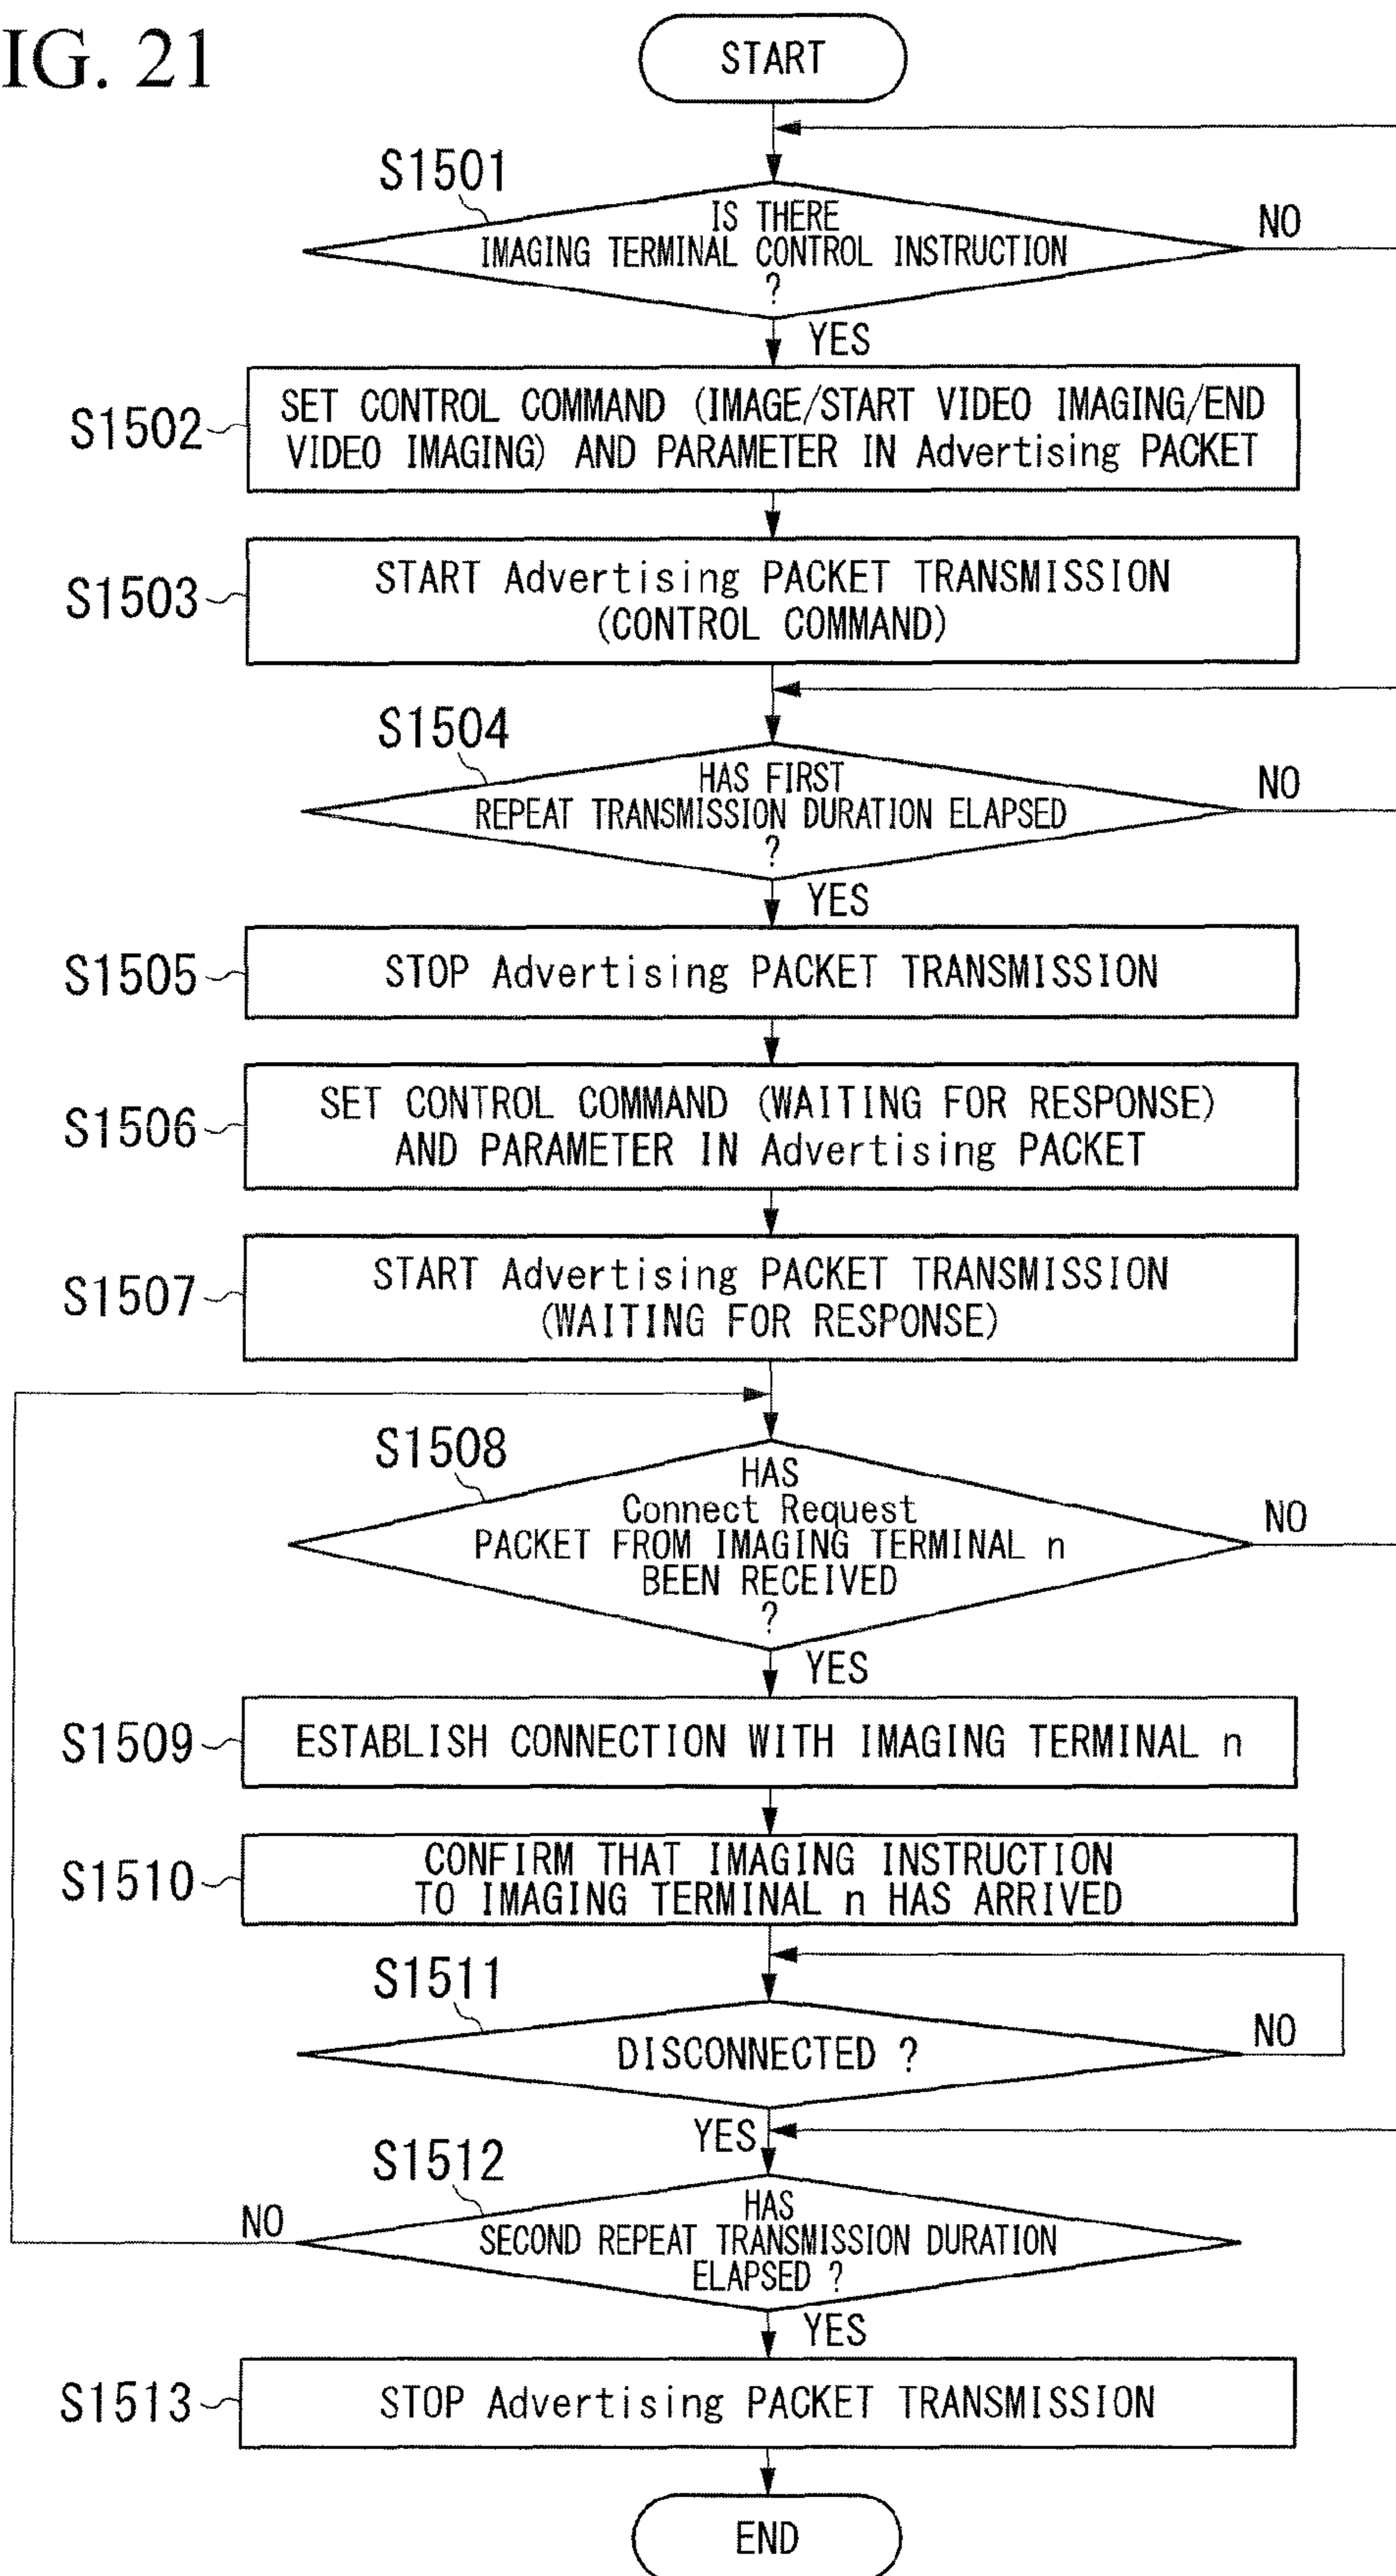 IG. 21
START
S1501
IS THERE
IMAGING TERMINAL CONTROL INSTRUCTION
?
NO
YES
S1502
SET CONTROL COMMAND (IMAGE/START VIDEO IMAGING/END
VIDEO IMAGING) AND PARAMETER IN Advertising PACKET
S1503
START Advertising PACKET TRANSMISSION
(CONTROL COMMAND)
S1504
HAS FIRST
REPEAT TRANSMISSION DURATION ELAPSED
?
NO
YES
S1505
STOP Advertising PACKET TRANSMISSION
S1506
SET CONTROL COMMAND (WAITING FOR RESPONSE)
AND PARAMETER IN Advertising PACKET
S1507
START Advertising PACKET TRANSMISSION
(WAITING FOR RESPONSE)
S1508
HAS
Connect Request
PACKET FROM IMAGING TERMINAL n
BEEN RECEIVED
?
NO
YES
S1509
ESTABLISH CONNECTION WITH IMAGING TERMINAL n
S1510
CONFIRM THAT IMAGING INSTRUCTION
TO IMAGING TERMINAL n HAS ARRIVED
S1511
DISCONNECTED ?
NO
YES
S1512
HAS
SECOND REPEAT TRANSMISSION DURATION
ELAPSED ?
NO
YES
S1513
STOP Advertising PACKET TRANSMISSION
END